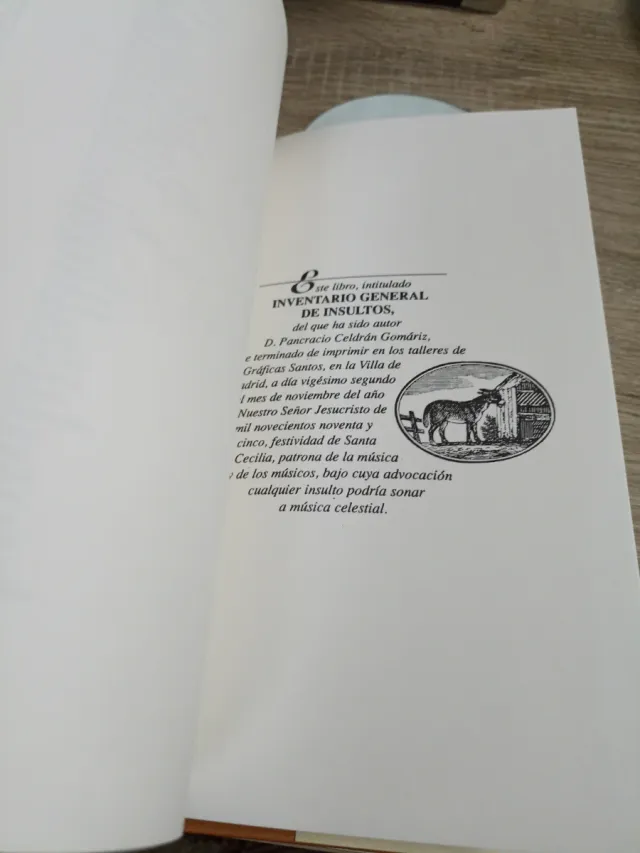 Este libro, intitulado
INVENTARIO GENERAL
DE INSULTOS,
del que ha sido autor
D. Pancracio Celdrán Gomáriz,
e terminado de imprimir en los talleres de
Gráficas Santos, en la Villa de
adrid, a día vigésimo segundo
l mes de noviembre del año
Nuestro Señor Jesucristo de
mil novecientos noventa y
cinco, festividad de Santa
Cecilia, patrona de la música
y de los músicos, bajo cuya advocación
cualquier insulto podría sonar
a música celestial.